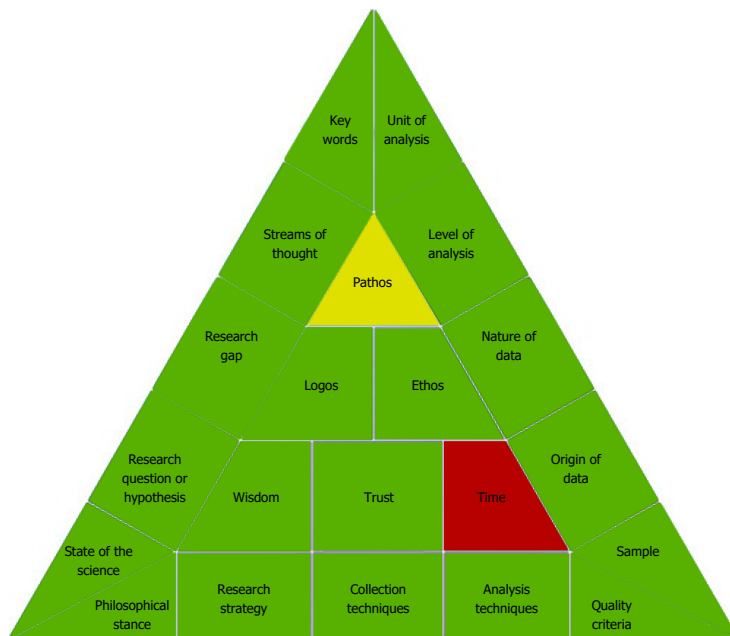 Key
words
Unit of
analysis
Streams of
thought
Level of
analysis
Pathos
Research
gap
Nature of
data
Logos
Ethos
Research
question or
hypothesis
Origin of
data
Wisdom
Trust
Time
State of the
science
Sample
Philosophical
stance
Research
strategy
Collection
techniques
Analysis
techniques
Quality
criteria